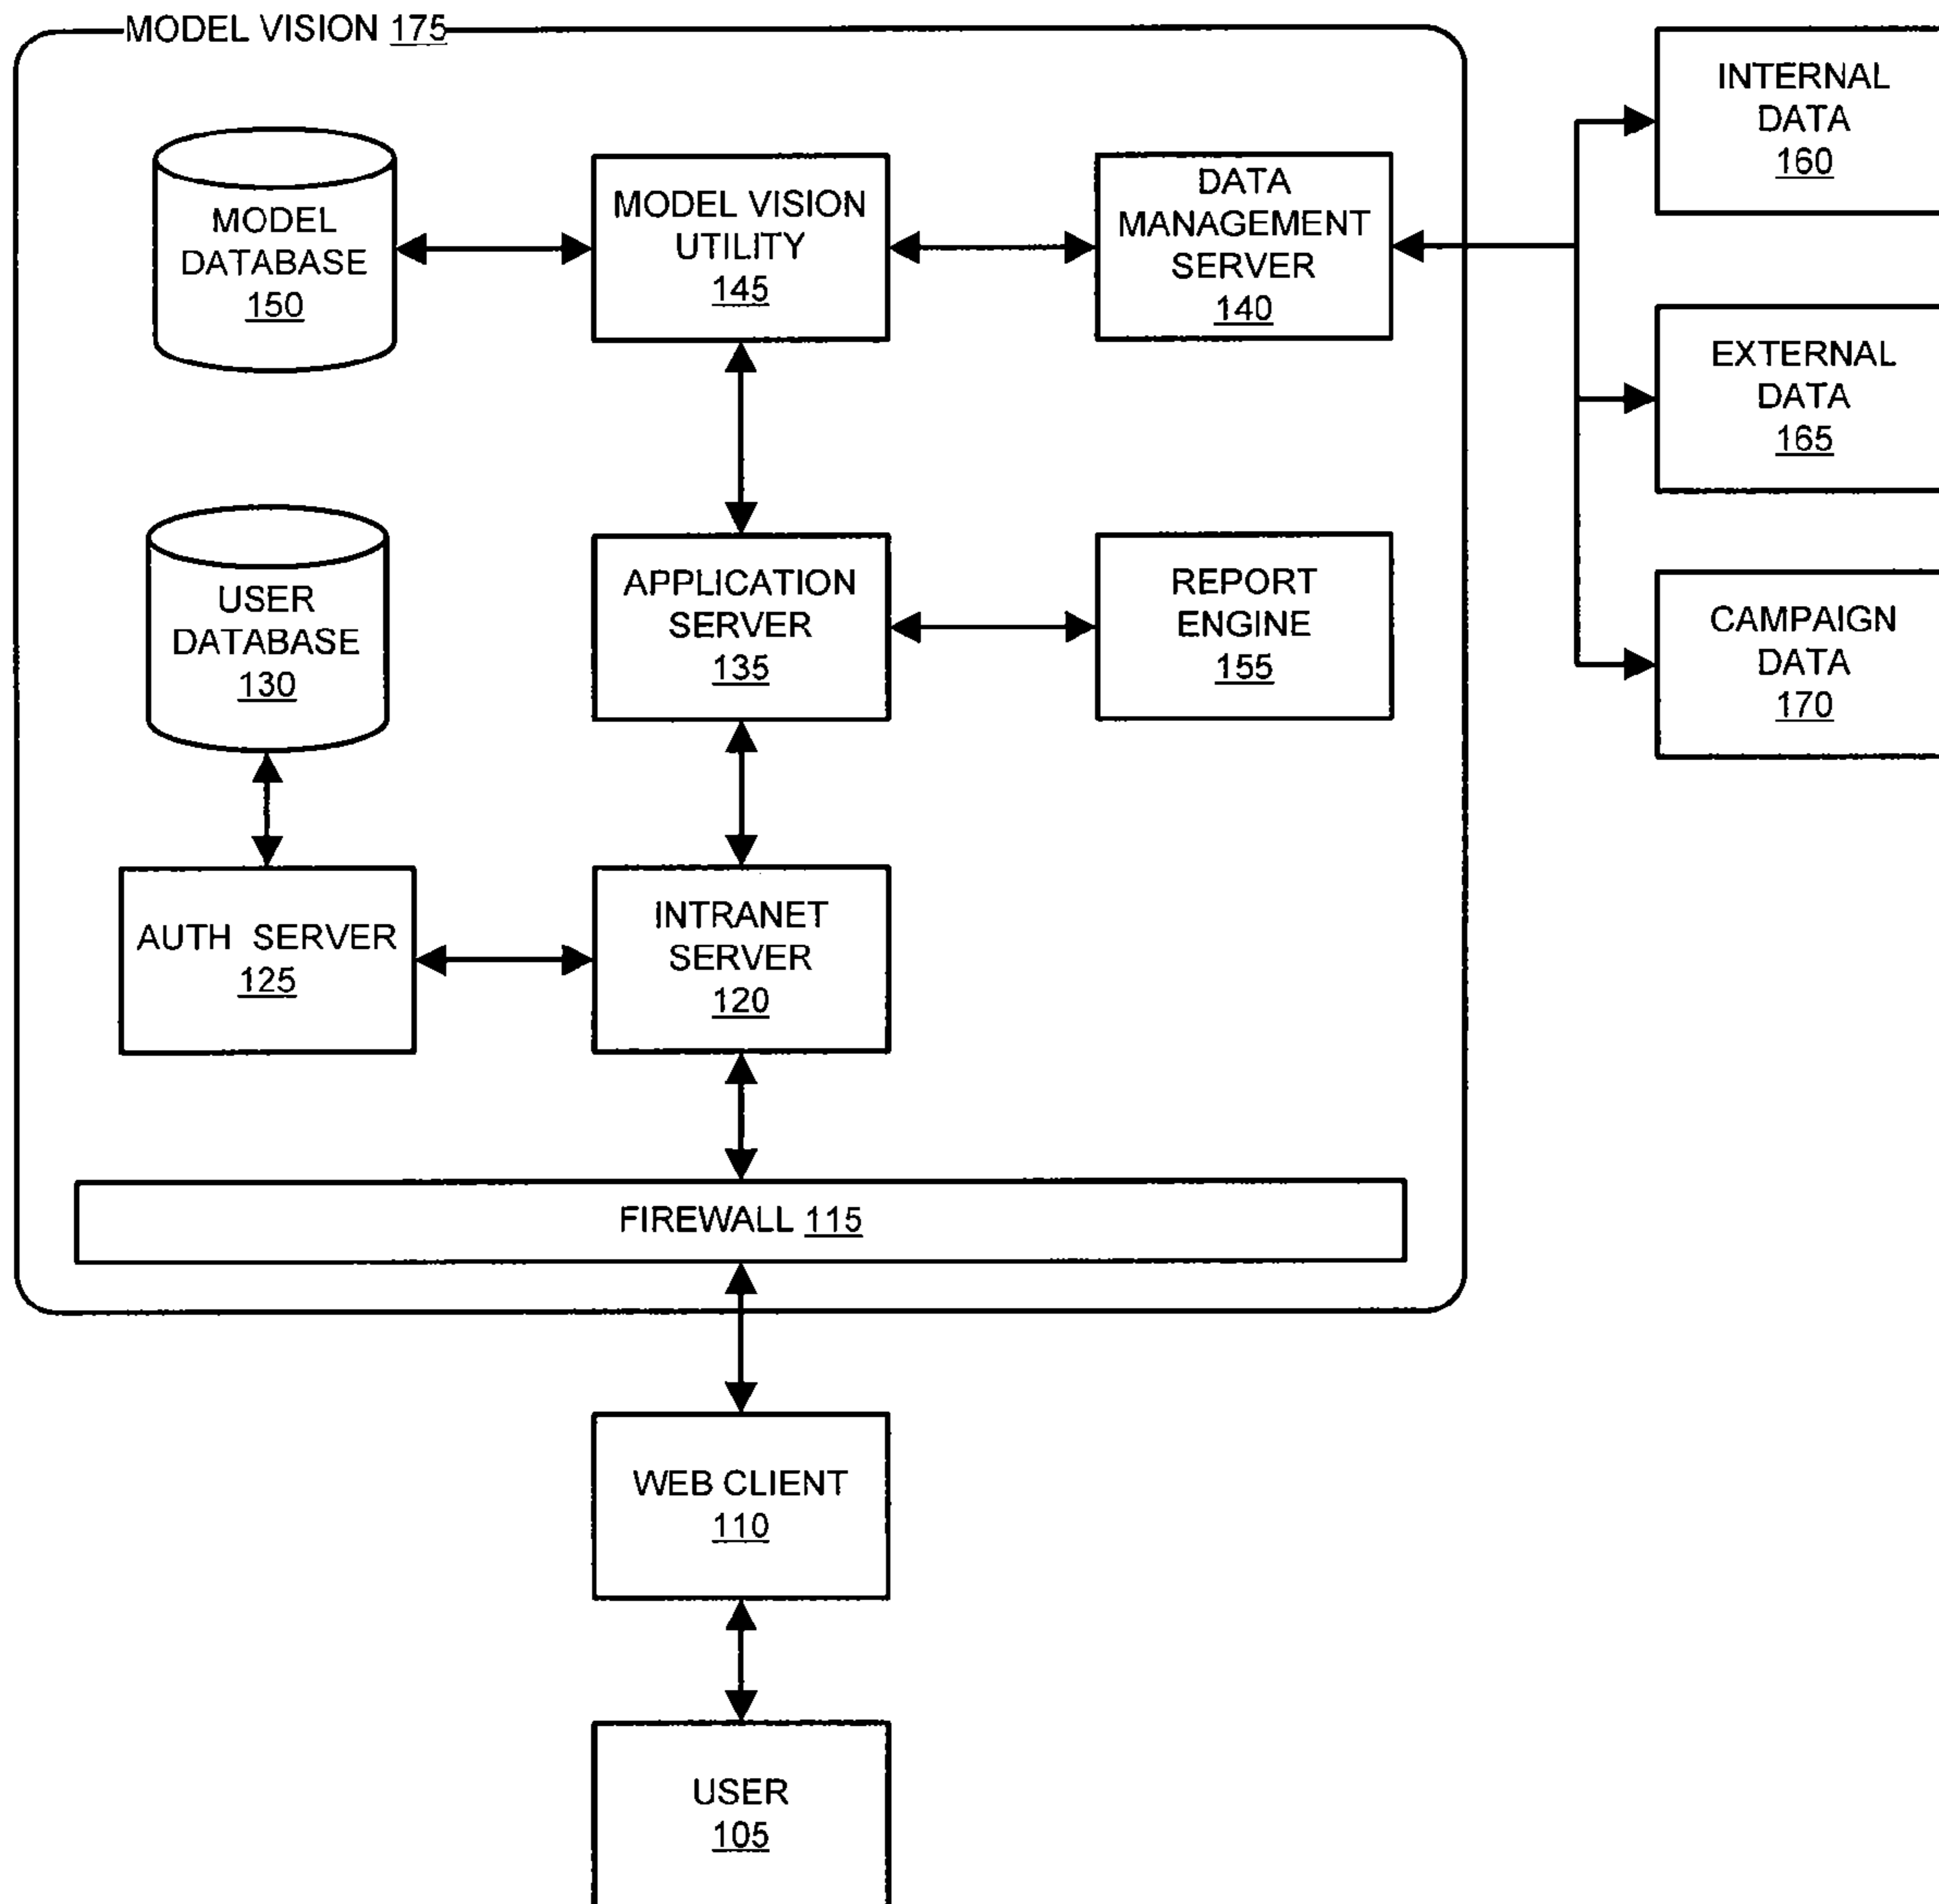 MODEL VISION 175
MODEL
DATABASE
150
MODEL VISION
UTILITY
145
DATA
MANAGEMENT
SERVER
140
INTERNAL
DATA
160
EXTERNAL
DATA
165
USER
DATABASE
130
APPLICATION
SERVER
135
REPORT
ENGINE
155
CAMPAIGN
DATA
170
AUTH SERVER
125
INTRANET
SERVER
120
FIREWALL 115
WEB CLIENT
110
USER
105